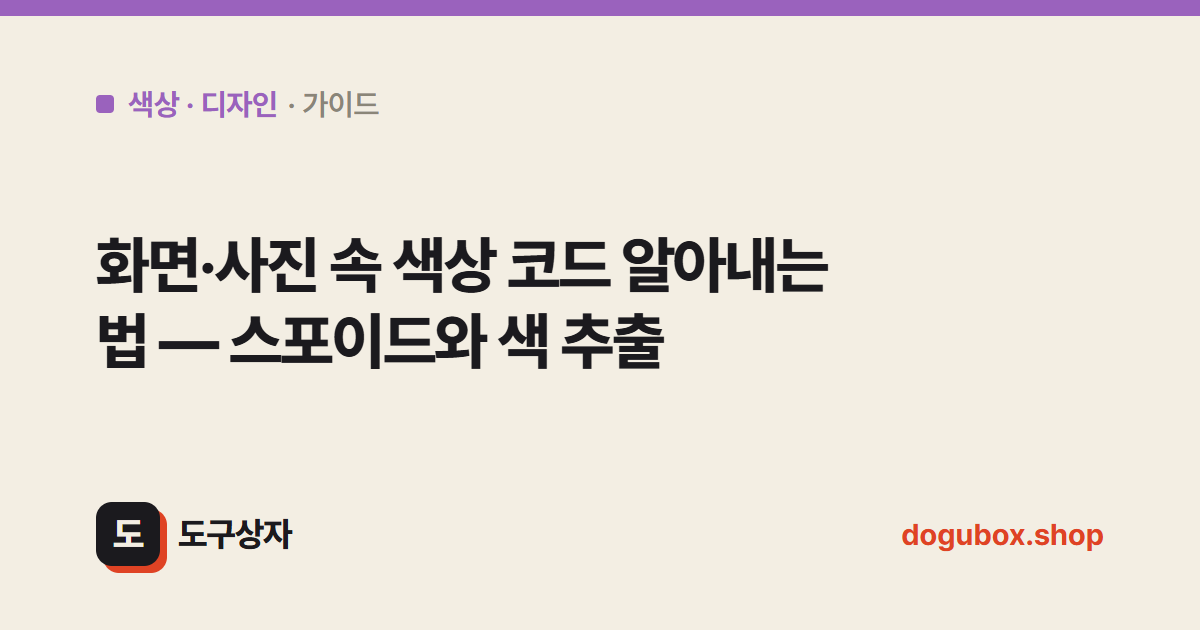 색상 · 디자인 · 가이드
화면·사진 속 색상 코드 알아내는
법 — 스포이드와 색 추출
도 도구상자
dogubox.shop